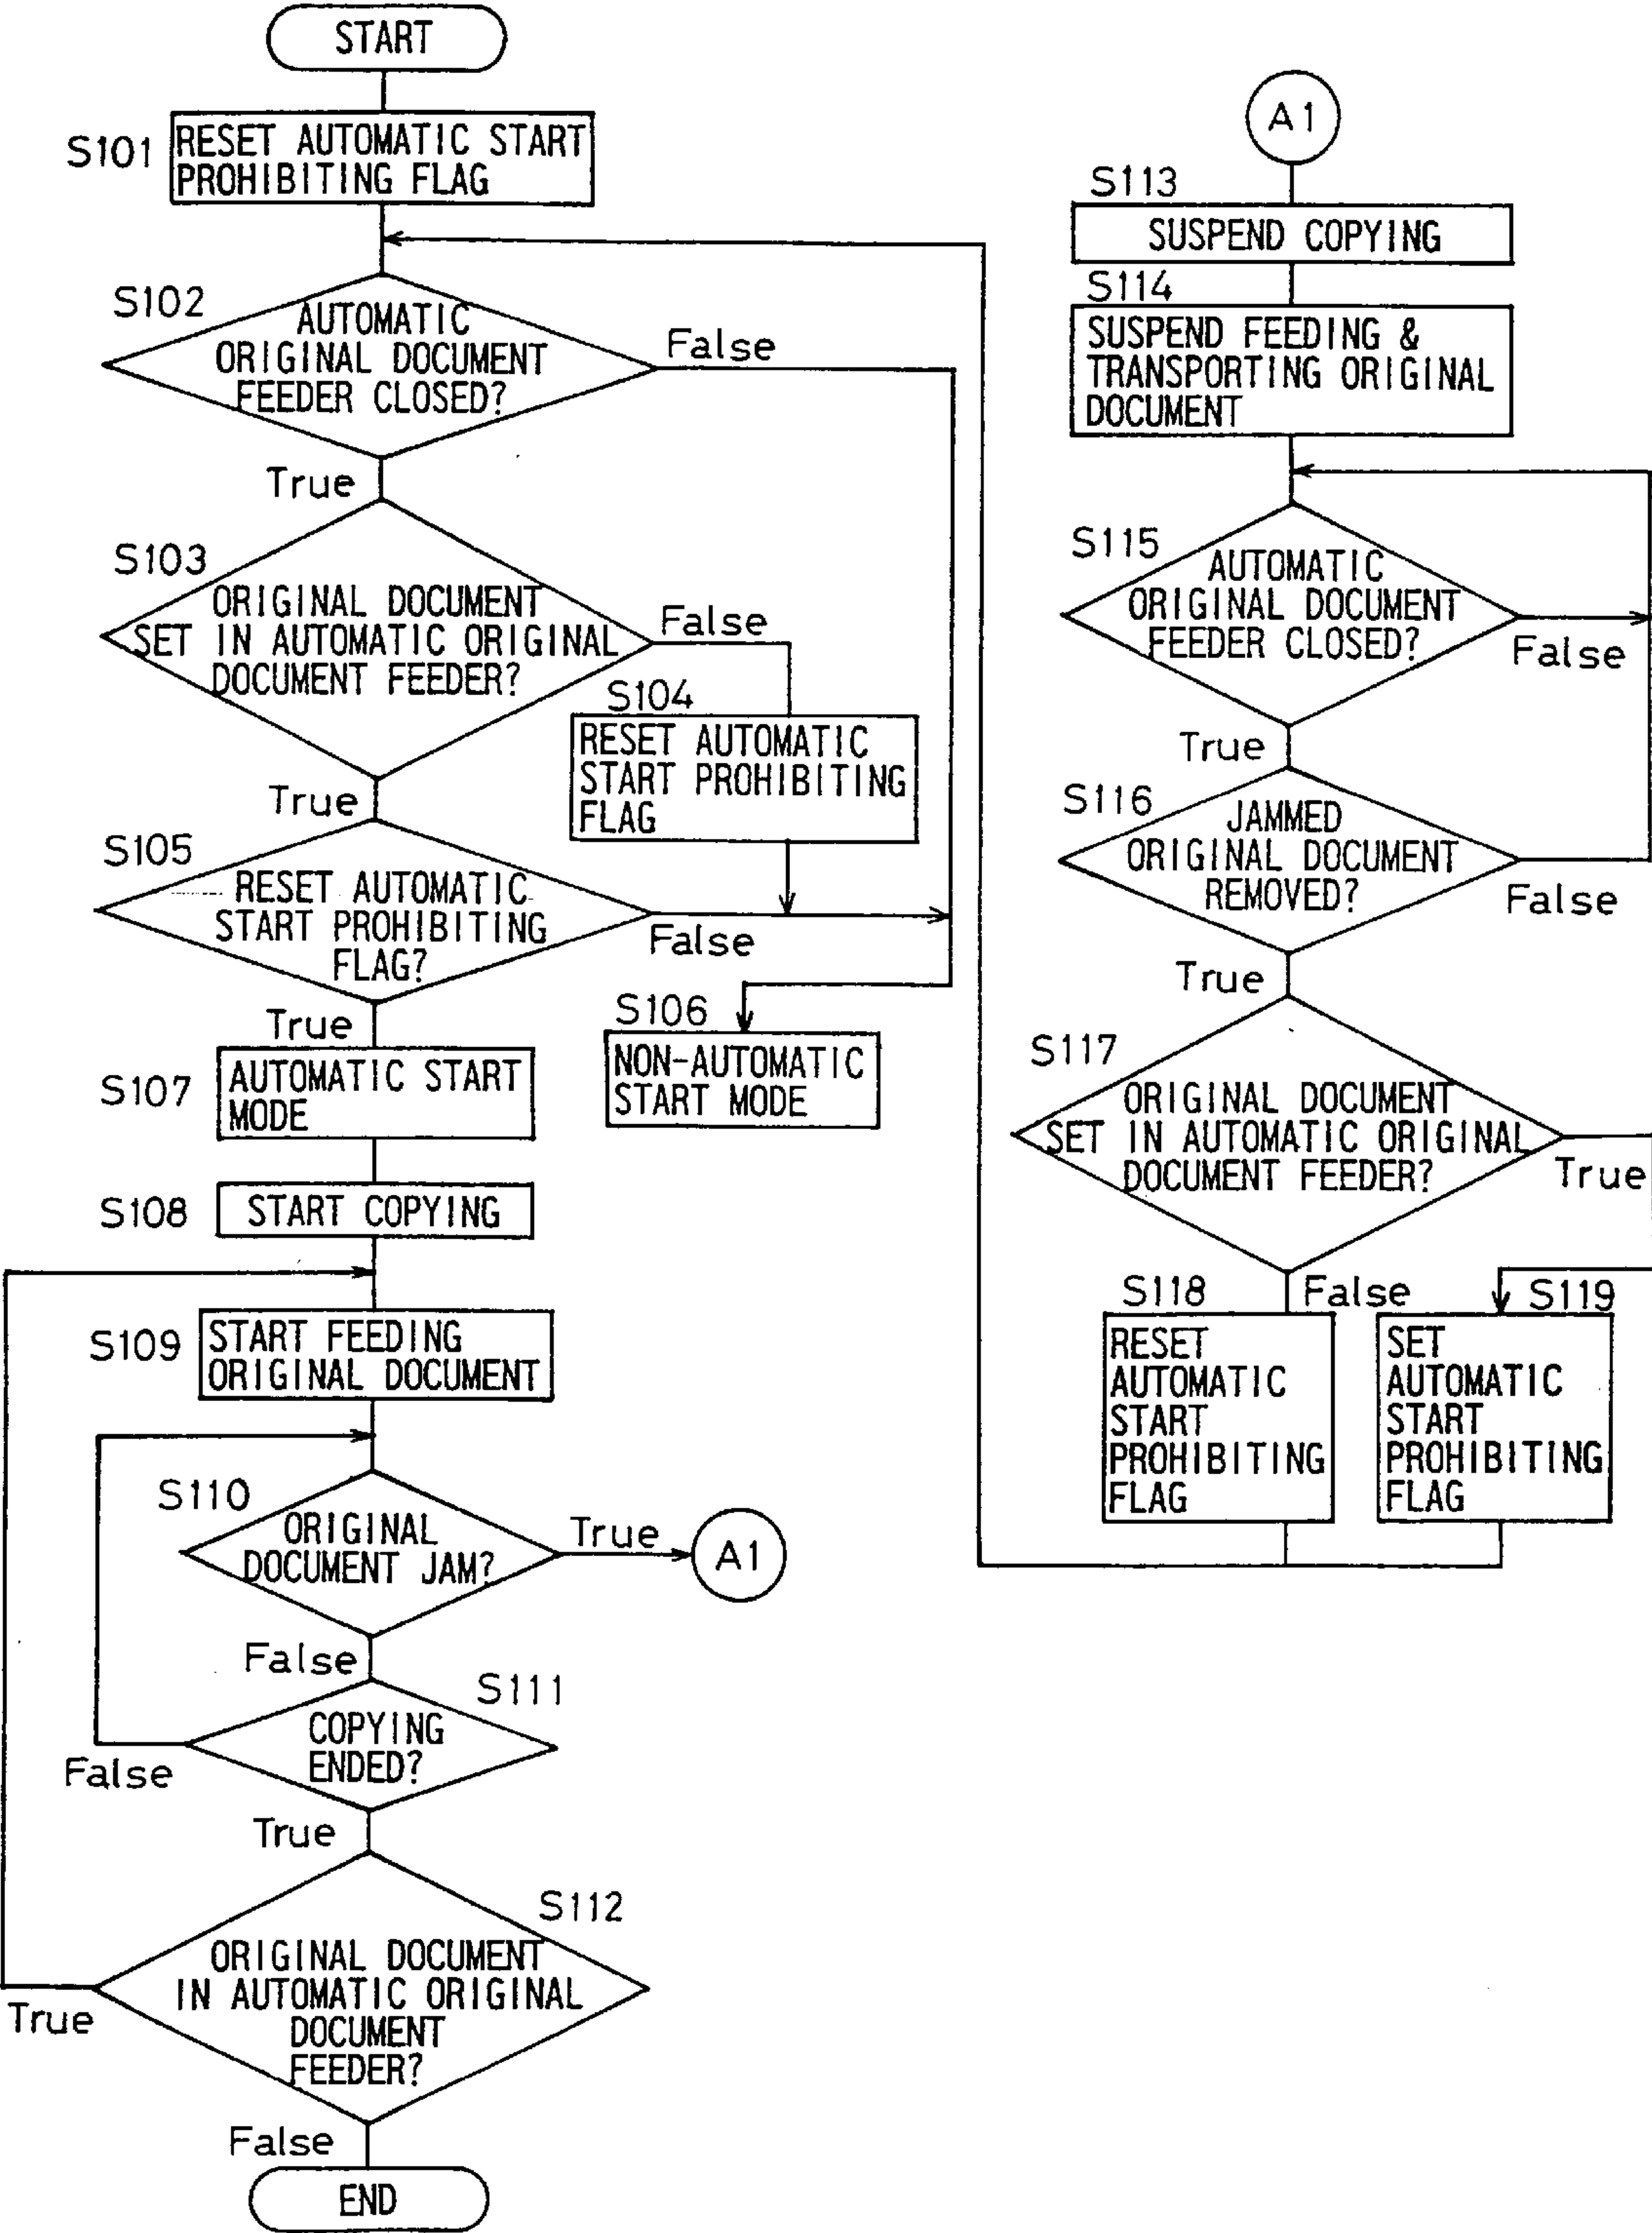 START
S101
RESET AUTOMATIC START
PROHIBITING FLAG
S102
AUTOMATIC
ORIGINAL DOCUMENT
FEEDER CLOSED?
False
True
S103
ORIGINAL DOCUMENT
SET IN AUTOMATIC ORIGINAL
DOCUMENT FEEDER?
False
S104
RESET AUTOMATIC
START PROHIBITING
FLAG
True
S105
RESET AUTOMATIC
START PROHIBITING
FLAG?
False
True
S106
NON-AUTOMATIC
START MODE
S107
AUTOMATIC START
MODE
S108
START COPYING
S109
START FEEDING
ORIGINAL DOCUMENT
S110
ORIGINAL
DOCUMENT JAM?
True
A1
False
S111
COPYING
ENDED?
False
True
S112
ORIGINAL DOCUMENT
IN AUTOMATIC ORIGINAL
DOCUMENT
FEEDER?
True
False
END
A1
S113
SUSPEND COPYING
S114
SUSPEND FEEDING &
TRANSPORTING ORIGINAL
DOCUMENT
S115
AUTOMATIC
ORIGINAL DOCUMENT
FEEDER CLOSED?
False
True
S116
JAMMED
ORIGINAL DOCUMENT
REMOVED?
False
True
S117
ORIGINAL DOCUMENT
SET IN AUTOMATIC ORIGINAL
DOCUMENT FEEDER?
True
False
S118
RESET
AUTOMATIC
START
PROHIBITING
FLAG
S119
SET
AUTOMATIC
START
PROHIBITING
FLAG